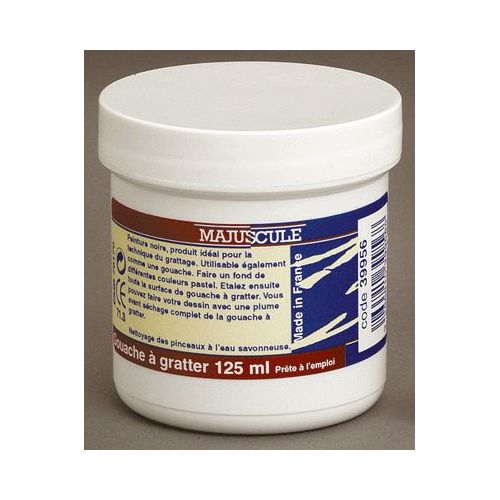 MAJUSCULE
Peinture noire, produit idéal pour la
technique du grattage. Utilisable également
comme une gouache. Faire un fond de
différentes couleurs pastel. Etalez ensuite
toute la surface de gouache à gratter. Vous
pouvez faire votre dessin avec une plume
avant séchage complet de la gouache à
gratter.
Nettoyage des pinceaux à l'eau savonneuse.
Gouache à gratter 125 ml Prête à l'emploi
Made in France
code 39956
CE